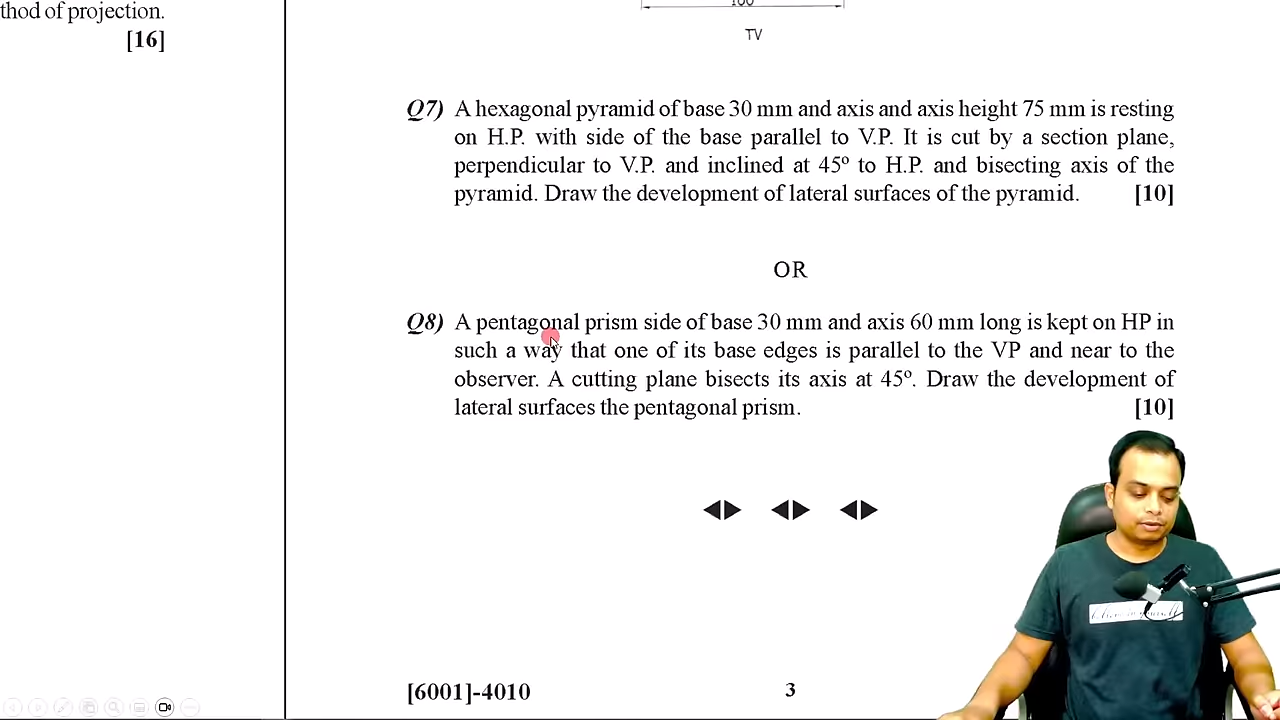 thod of projection.
[16]
100
TV
Q7) A hexagonal pyramid of base 30 mm and axis and axis height 75 mm is resting
on H.P. with side of the base parallel to V.P. It is cut by a section plane,
perpendicular to V.P. and inclined at 45º to H.P. and bisecting axis of the
pyramid. Draw the development of lateral surfaces of the pyramid. [10]
OR
Q8) A pentagonal prism side of base 30 mm and axis 60 mm long is kept on HP in
such a way that one of its base edges is parallel to the VP and near to the
observer. A cutting plane bisects its axis at 45º. Draw the development of
lateral surfaces the pentagonal prism. [10]
[6001]-4010
3